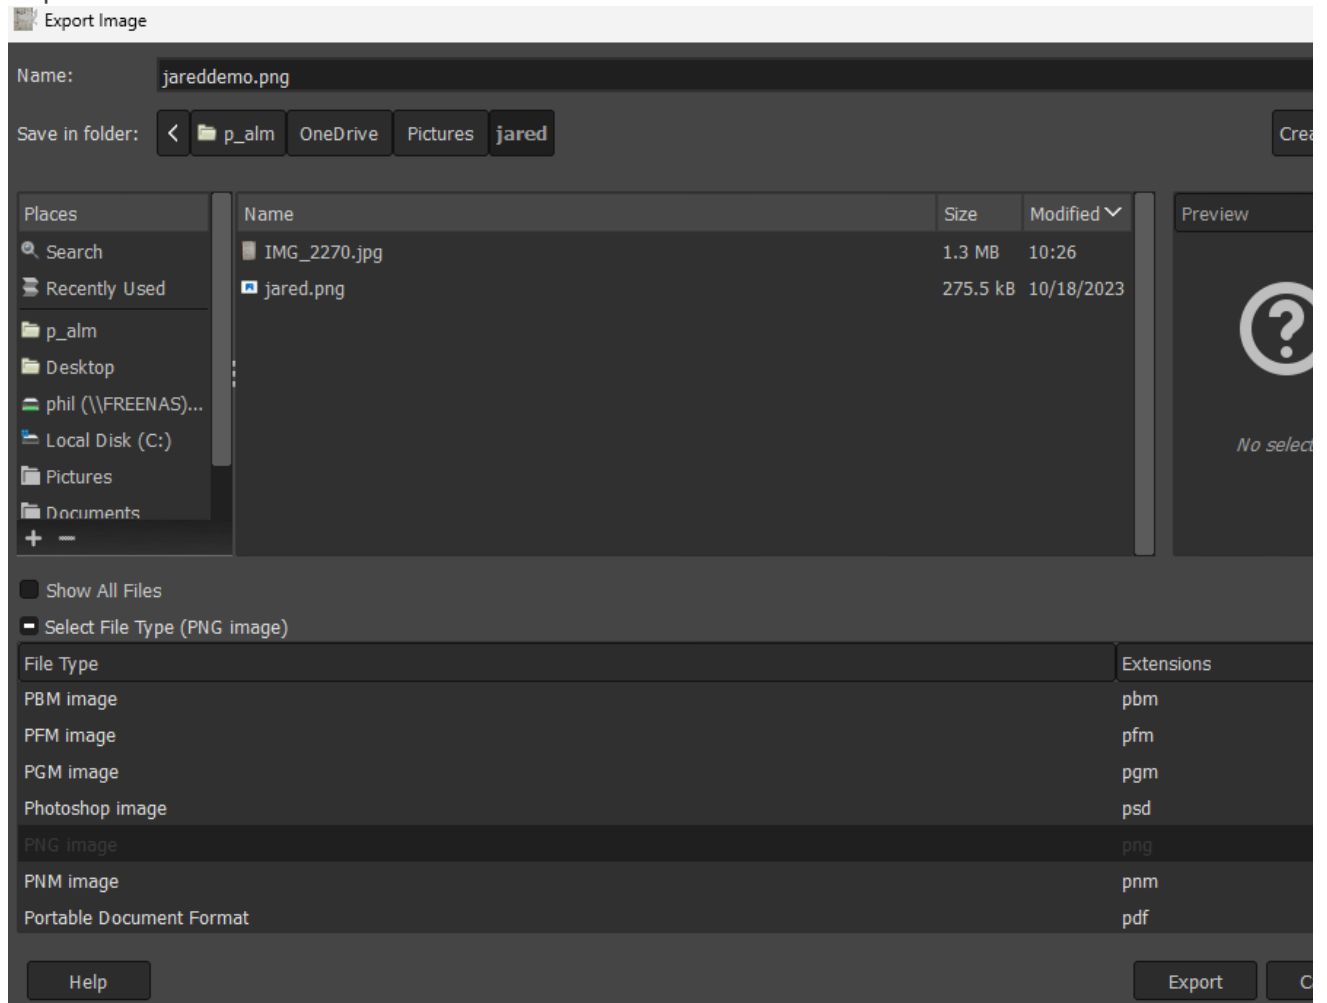 Export Image
Name: jareddemo.png
Save in folder: p_alm OneDrive Pictures jared
Places Name Size Modified Preview
Search IMG_2270.jpg 1.3 MB 10:26
Recently Used jared.png 275.5 kB 10/18/2023
p_alm
Desktop
phil (\\FREENAS)...
Local Disk (C:)
No select
Pictures
Documents
Show All Files
Select File Type (PNG image)
File Type Extensions
PBM image pbm
PFM image pfm
PGM image pgm
Photoshop image psd
PNG image png
PNM image pnm
Portable Document Format pdf
Help Export